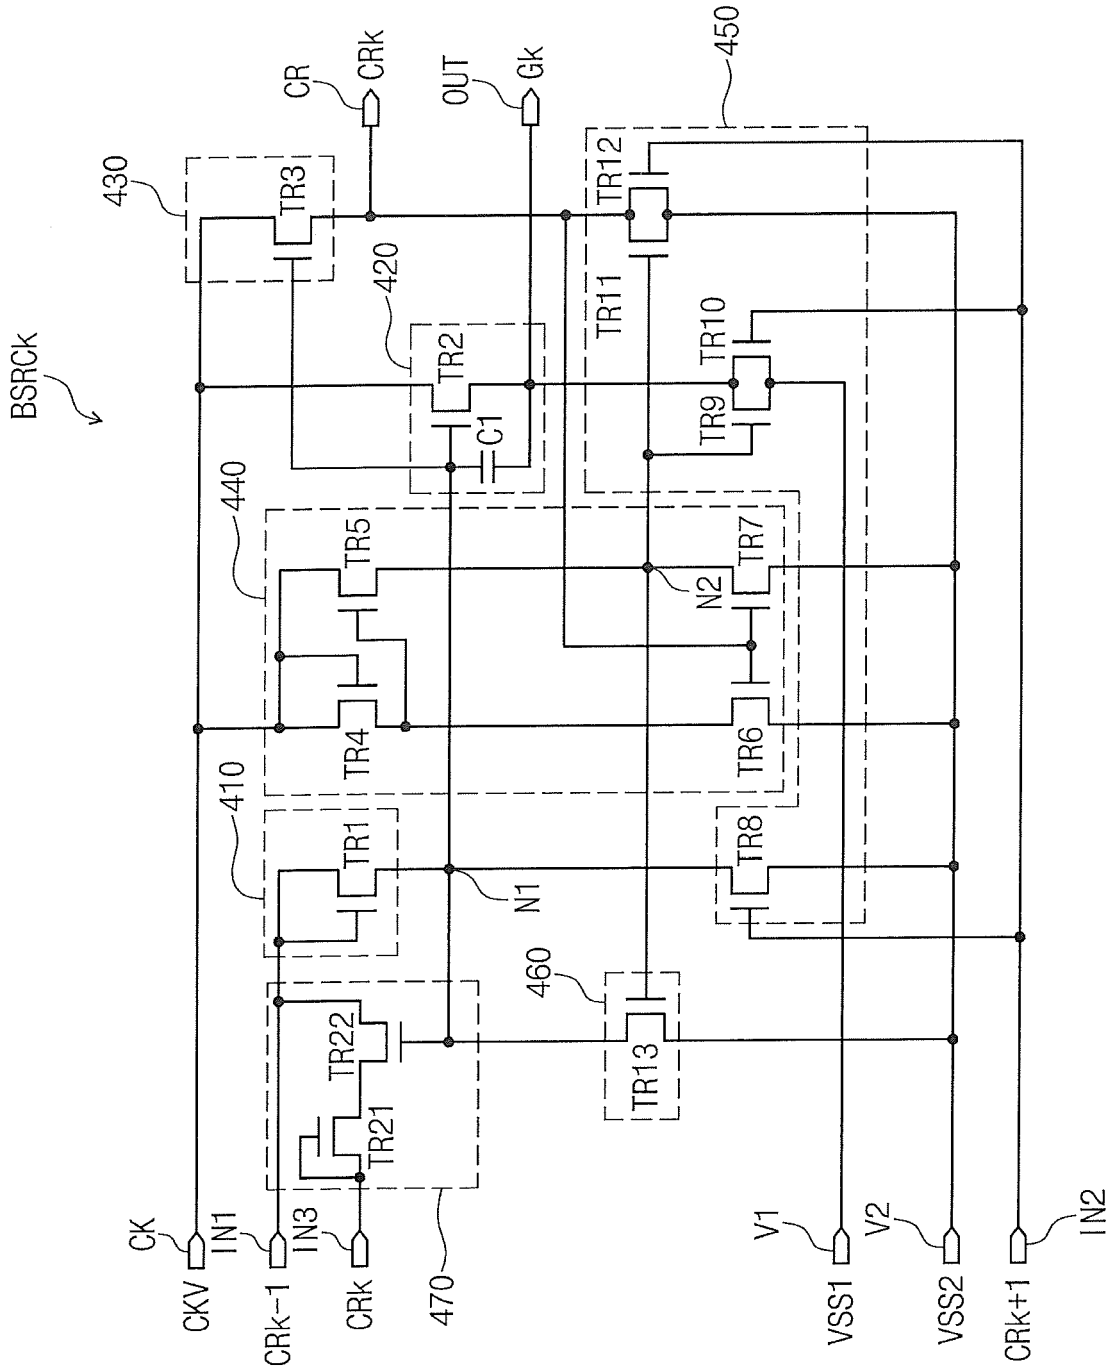 BSRCk
430
TR3
CR
CRk
420
TR2
C1
OUT
Gk
450
440
TR5
TR4
TR11
TR12
TR9
TR10
N2
TR7
TR6
410
TR1
N1
TR8
460
TR13
TR22
TR21
470
CK
CKV
IN1
CRk-1
IN3
CRk
V1
VSS1
V2
VSS2
IN2
CRk+1